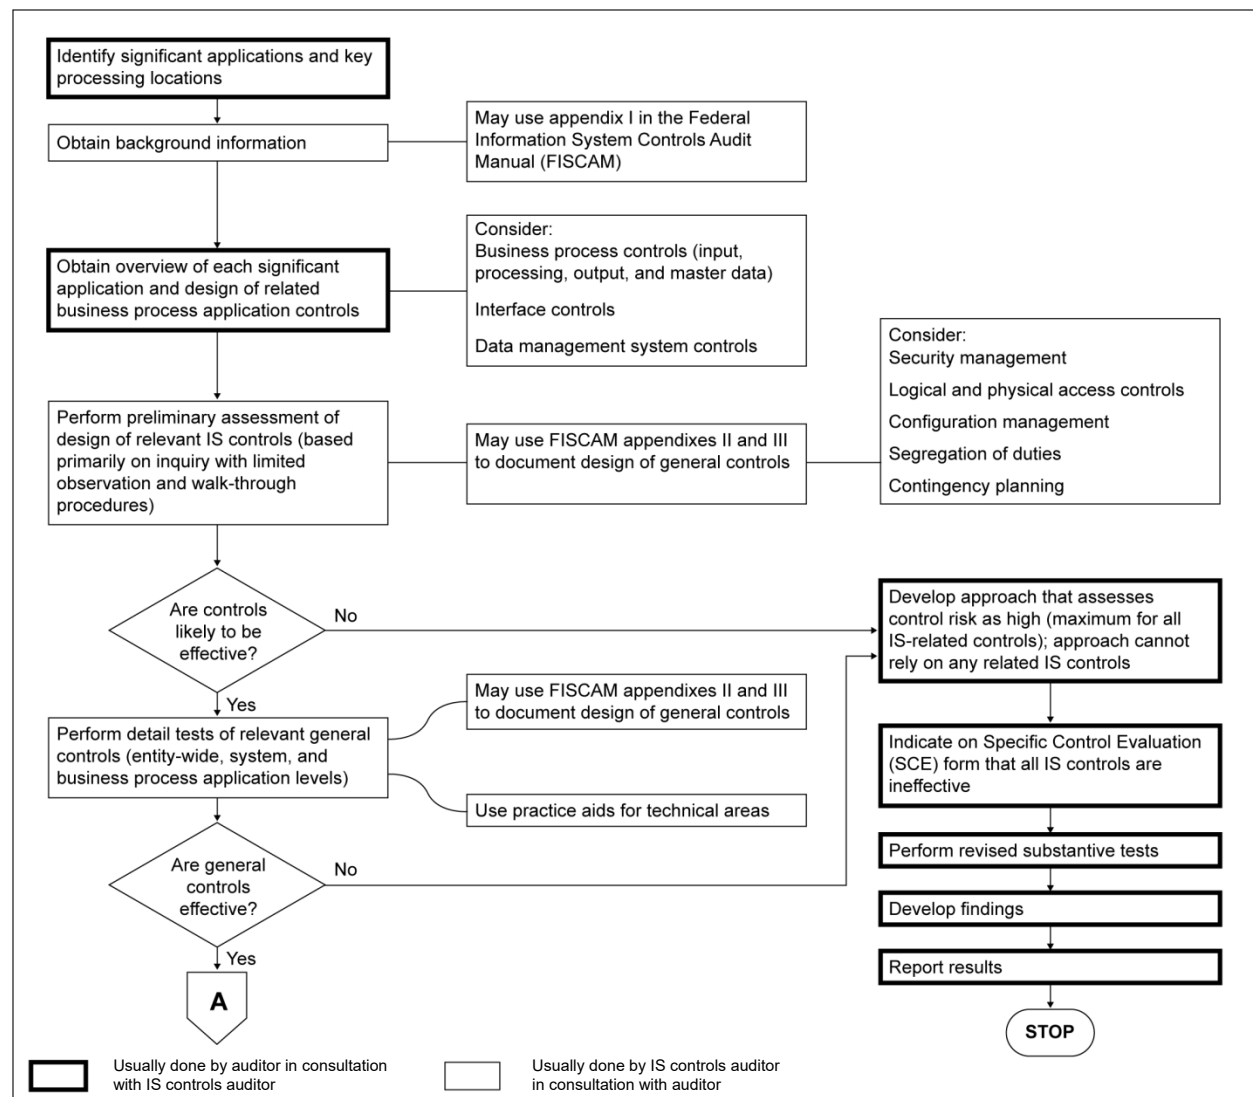 Identify significant applications and key
processing locations
Obtain background information
May use appendix I in the Federal
Information System Controls Audit
Manual (FISCAM)
Obtain overview of each significant
application and design of related
business process application controls
Consider:
Business process controls (input,
processing, output, and master data)
Interface controls
Data management system controls
Consider:
Security management
Logical and physical access controls
Configuration management
Segregation of duties
Contingency planning
Perform preliminary assessment of
design of relevant IS controls (based
primarily on inquiry with limited
observation and walk-through
procedures)
May use FISCAM appendixes II and III
to document design of general controls
Are controls
likely to be
effective?
No
Yes
Develop approach that assesses
control risk as high (maximum for all
IS-related controls); approach cannot
rely on any related IS controls
Perform detail tests of relevant general
controls (entity-wide, system, and
business process application levels)
May use FISCAM appendixes II and III
to document design of general controls
Use practice aids for technical areas
Indicate on Specific Control Evaluation
(SCE) form that all IS controls are
ineffective
Perform revised substantive tests
Are general
controls
effective?
No
Yes
Develop findings
Report results
A
STOP
Usually done by auditor in consultation
with IS controls auditor
Usually done by IS controls auditor
in consultation with auditor